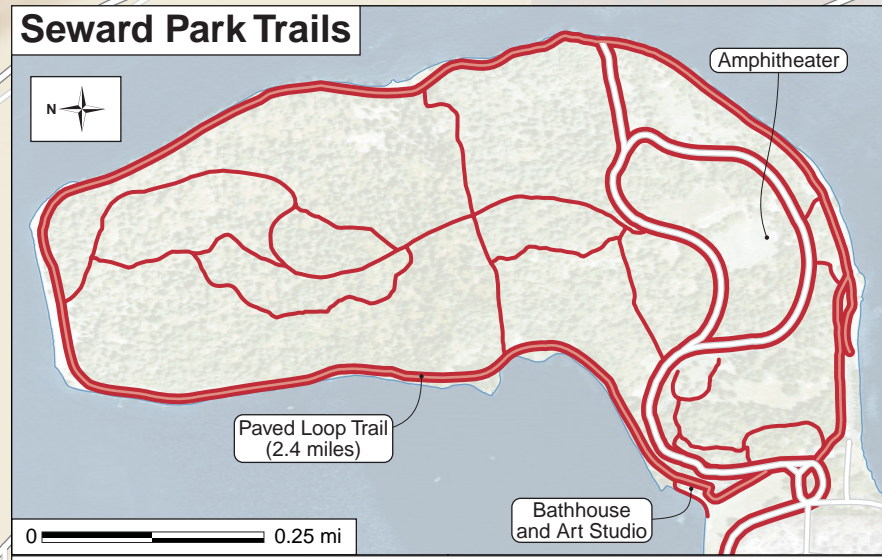 Seward Park Trails
N
Amphitheater
Paved Loop Trail
(2.4 miles)
Bathhouse
and Art Studio
0 0.25 mi